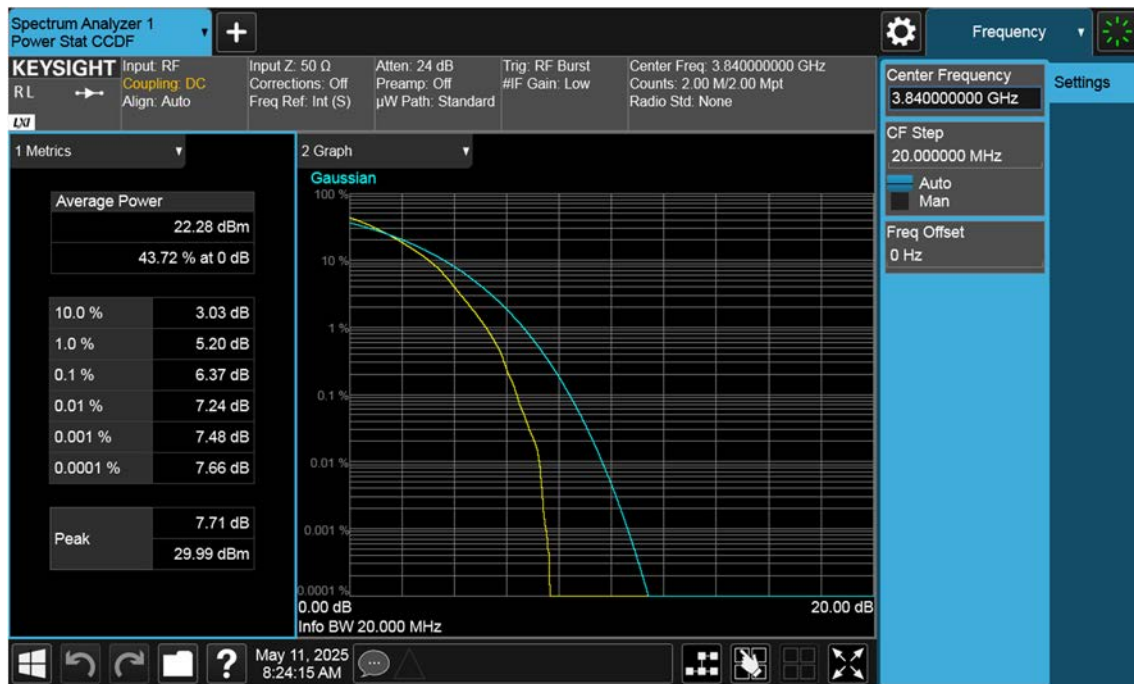 Spectrum Analyzer 1
Power Stat CCDF
Frequency
KEYSIGHT
RL
LXI
Input: RF
Coupling: DC
Align: Auto
Input Z: 50 Ω
Corrections: Off
Freq Ref: Int (S)
Atten: 24 dB
Preamp: Off
µW Path: Standard
Trig: RF Burst
#IF Gain: Low
Center Freq: 3.840000000 GHz
Counts: 2.00 M/2.00 Mpt
Radio Std: None
Center Frequency
3.840000000 GHz
Settings
CF Step
20.000000 MHz
Auto
Man
Freq Offset
0 Hz
1 Metrics
Average Power
22.28 dBm
43.72 % at 0 dB
10.0 % 3.03 dB
1.0 % 5.20 dB
0.1 % 6.37 dB
0.01 % 7.24 dB
0.001 % 7.48 dB
0.0001 % 7.66 dB
Peak
7.71 dB
29.99 dBm
2 Graph
Gaussian
100 %
10 %
1 %
0.1 %
0.01 %
0.001 %
0.0001 %
0.00 dB 20.00 dB
Info BW 20.000 MHz
?
May 11, 2025
8:24:15 AM